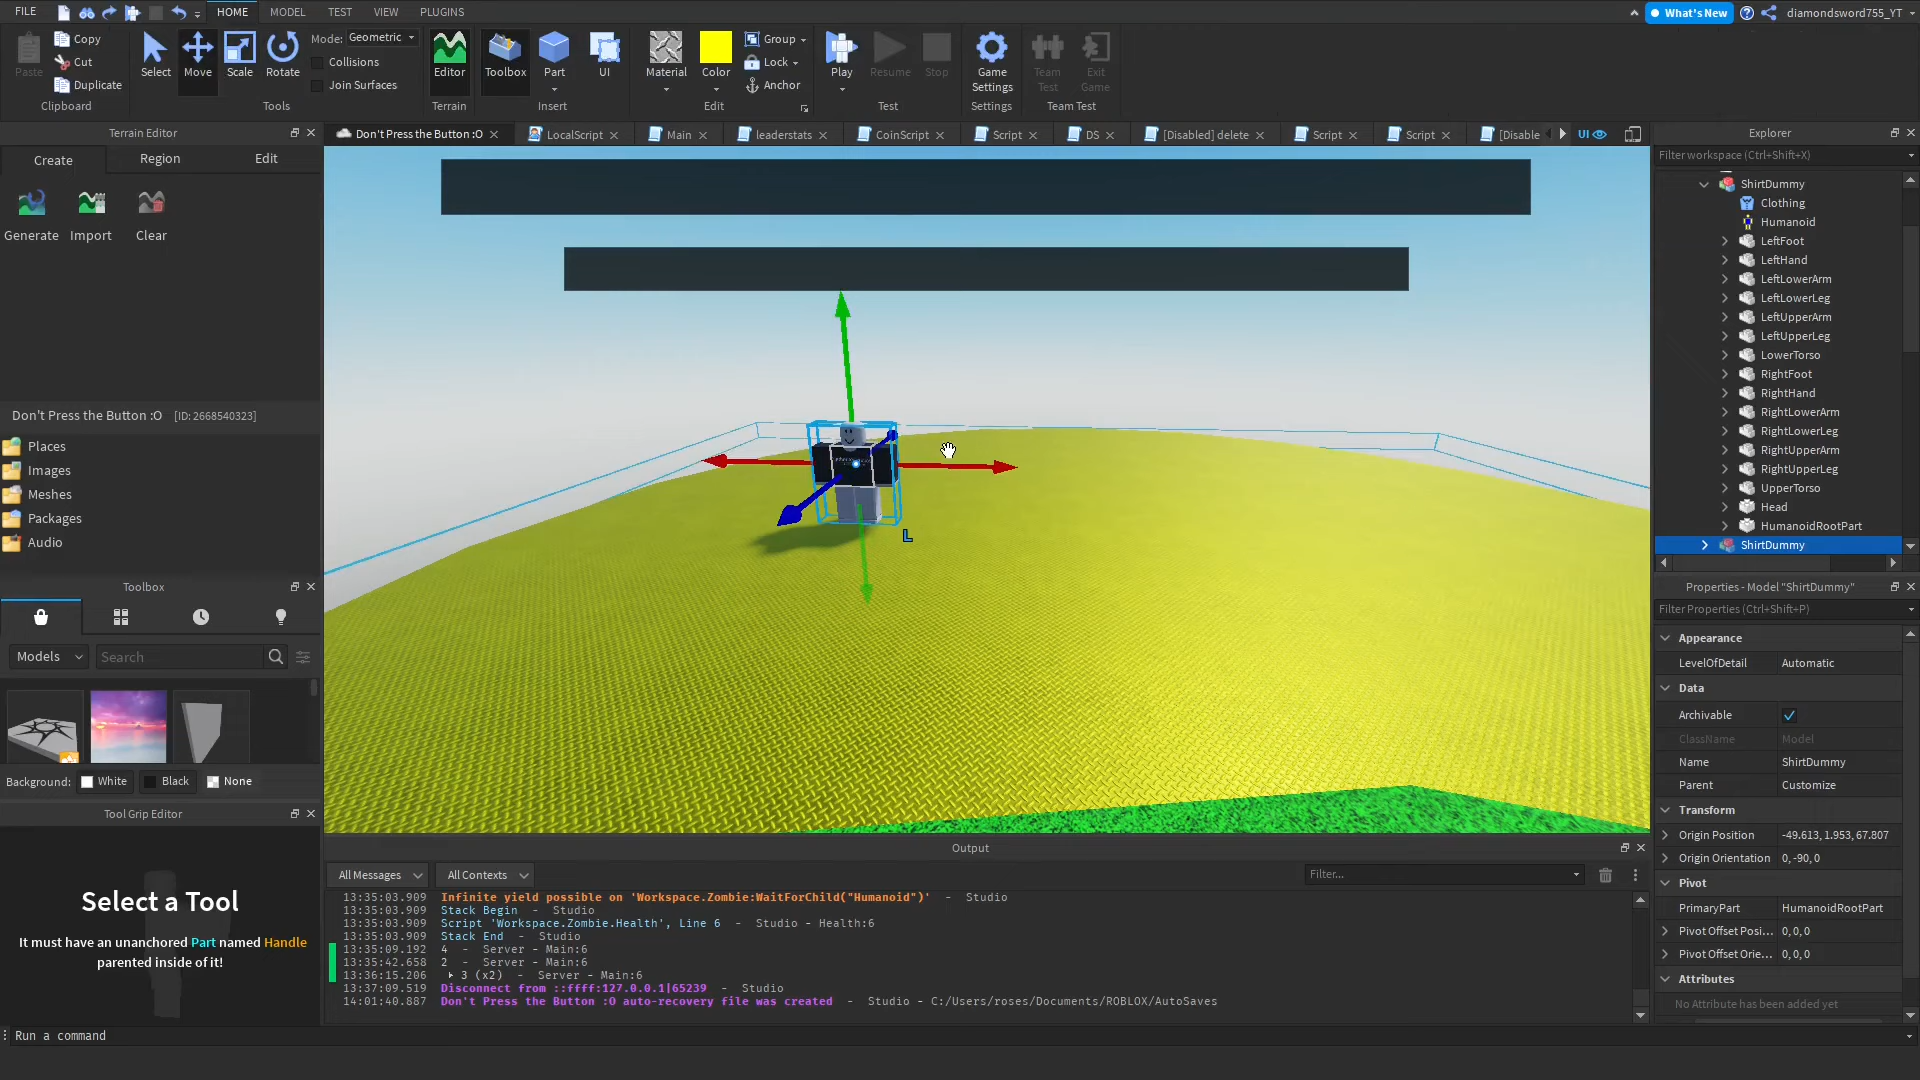 FILE HOME MODEL TEST VIEW PLUGINS What's New diamondsword755_YT
Paste Copy Cut Duplicate Clipboard
Select Move Scale Rotate Mode: Geometric Collisions Join Surfaces Tools
Editor Terrain
Toolbox Part UI Insert
Material Color Group Lock Anchor Edit
Play Resume Stop Test
Game Settings Settings
Team Test Exit Game Team Test
Terrain Editor
Create Region Edit
Generate Import Clear
Don't Press the Button :O [ID: 2668540323]
Places
Images
Meshes
Packages
Audio
Toolbox
Models Search
Background: White Black None
Tool Grip Editor
Select a Tool
It must have an unanchored Part named Handle
parented inside of it!
Don't Press the Button :O LocalScript Main leaderstats CoinScript Script DS [Disabled] delete Script Script [Disable UI
L
Output
All Messages All Contexts Filter...
13:35:03.909 Infinite yield possible on 'Workspace.Zombie:WaitForChild("Humanoid")' - Studio
13:35:03.909 Stack Begin - Studio
13:35:03.909 Script 'Workspace.Zombie.Health', Line 6 - Studio - Health:6
13:35:03.909 Stack End - Studio
13:35:09.192 4 - Server - Main:6
13:35:42.658 2 - Server - Main:6
13:36:15.206 3 (x2) - Server - Main:6
13:37:09.519 Disconnect from ::ffff:127.0.0.1|65239 - Studio
14:01:40.887 Don't Press the Button :O auto-recovery file was created - Studio - C:/Users/roses/Documents/ROBLOX/AutoSaves
Run a command
Explorer
Filter workspace (Ctrl+Shift+X)
ShirtDummy
Clothing
Humanoid
LeftFoot
LeftHand
LeftLowerArm
LeftLowerLeg
LeftUpperArm
LeftUpperLeg
LowerTorso
RightFoot
RightHand
RightLowerArm
RightLowerLeg
RightUpperArm
RightUpperLeg
UpperTorso
Head
HumanoidRootPart
ShirtDummy
Properties - Model "ShirtDummy"
Filter Properties (Ctrl+Shift+P)
Appearance
LevelOfDetail Automatic
Data
Archivable
ClassName Model
Name ShirtDummy
Parent Customize
Transform
Origin Position -49.613, 1.953, 67.807
Origin Orientation 0, -90, 0
Pivot
PrimaryPart HumanoidRootPart
Pivot Offset Posi... 0, 0, 0
Pivot Offset Orie... 0, 0, 0
Attributes
No Attribute has been added yet